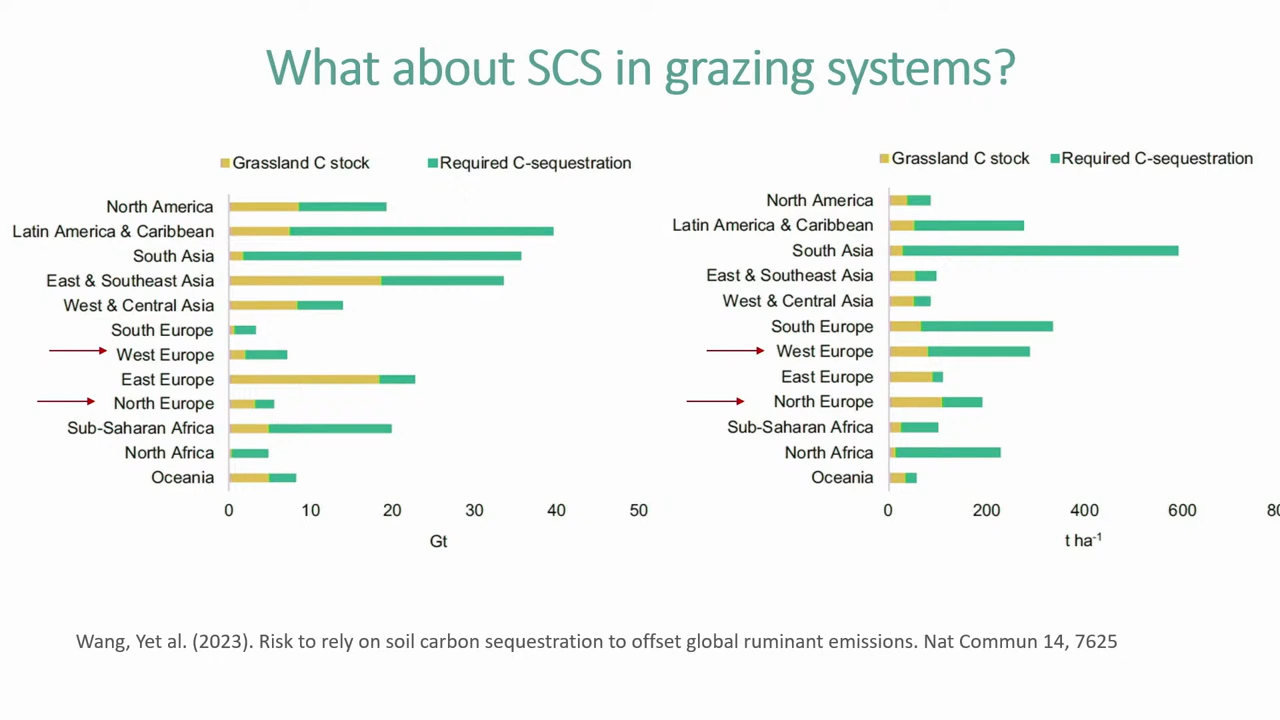 What about SCS in grazing systems?
Grassland C stock
Required C-sequestration
North America
Latin America & Caribbean
South Asia
East & Southeast Asia
West & Central Asia
South Europe
West Europe
East Europe
North Europe
Sub-Saharan Africa
North Africa
Oceania
0 10 20 30 40 50
Gt
Grassland C stock
Required C-sequestration
North America
Latin America & Caribbean
South Asia
East & Southeast Asia
West & Central Asia
South Europe
West Europe
East Europe
North Europe
Sub-Saharan Africa
North Africa
Oceania
0 200 400 600
t ha-1
Wang, Yet al. (2023). Risk to rely on soil carbon sequestration to offset global ruminant emissions. Nat Commun 14, 7625